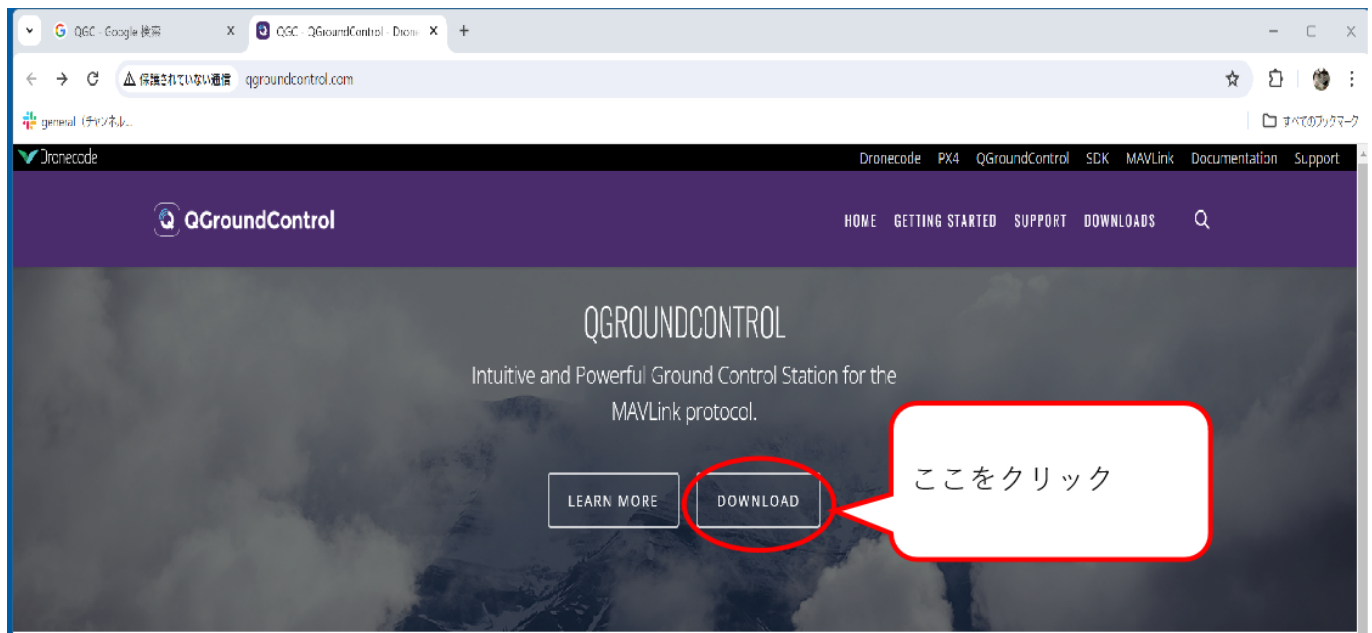 QGC - Google 検索
QGC - QGroundControl - Drone
保護されていない通信
qgroundcontrol.com
general（チャンネル...
すべてのブックマーク
Dronecode
Dronecode PX4 QGroundControl SDK MAVLink Documentation Support
QGroundControl
HOME GETTING STARTED SUPPORT DOWNLOADS
QGROUNDCONTROL
Intuitive and Powerful Ground Control Station for the
MAVLink protocol.
LEARN MORE DOWNLOAD
ここをクリック